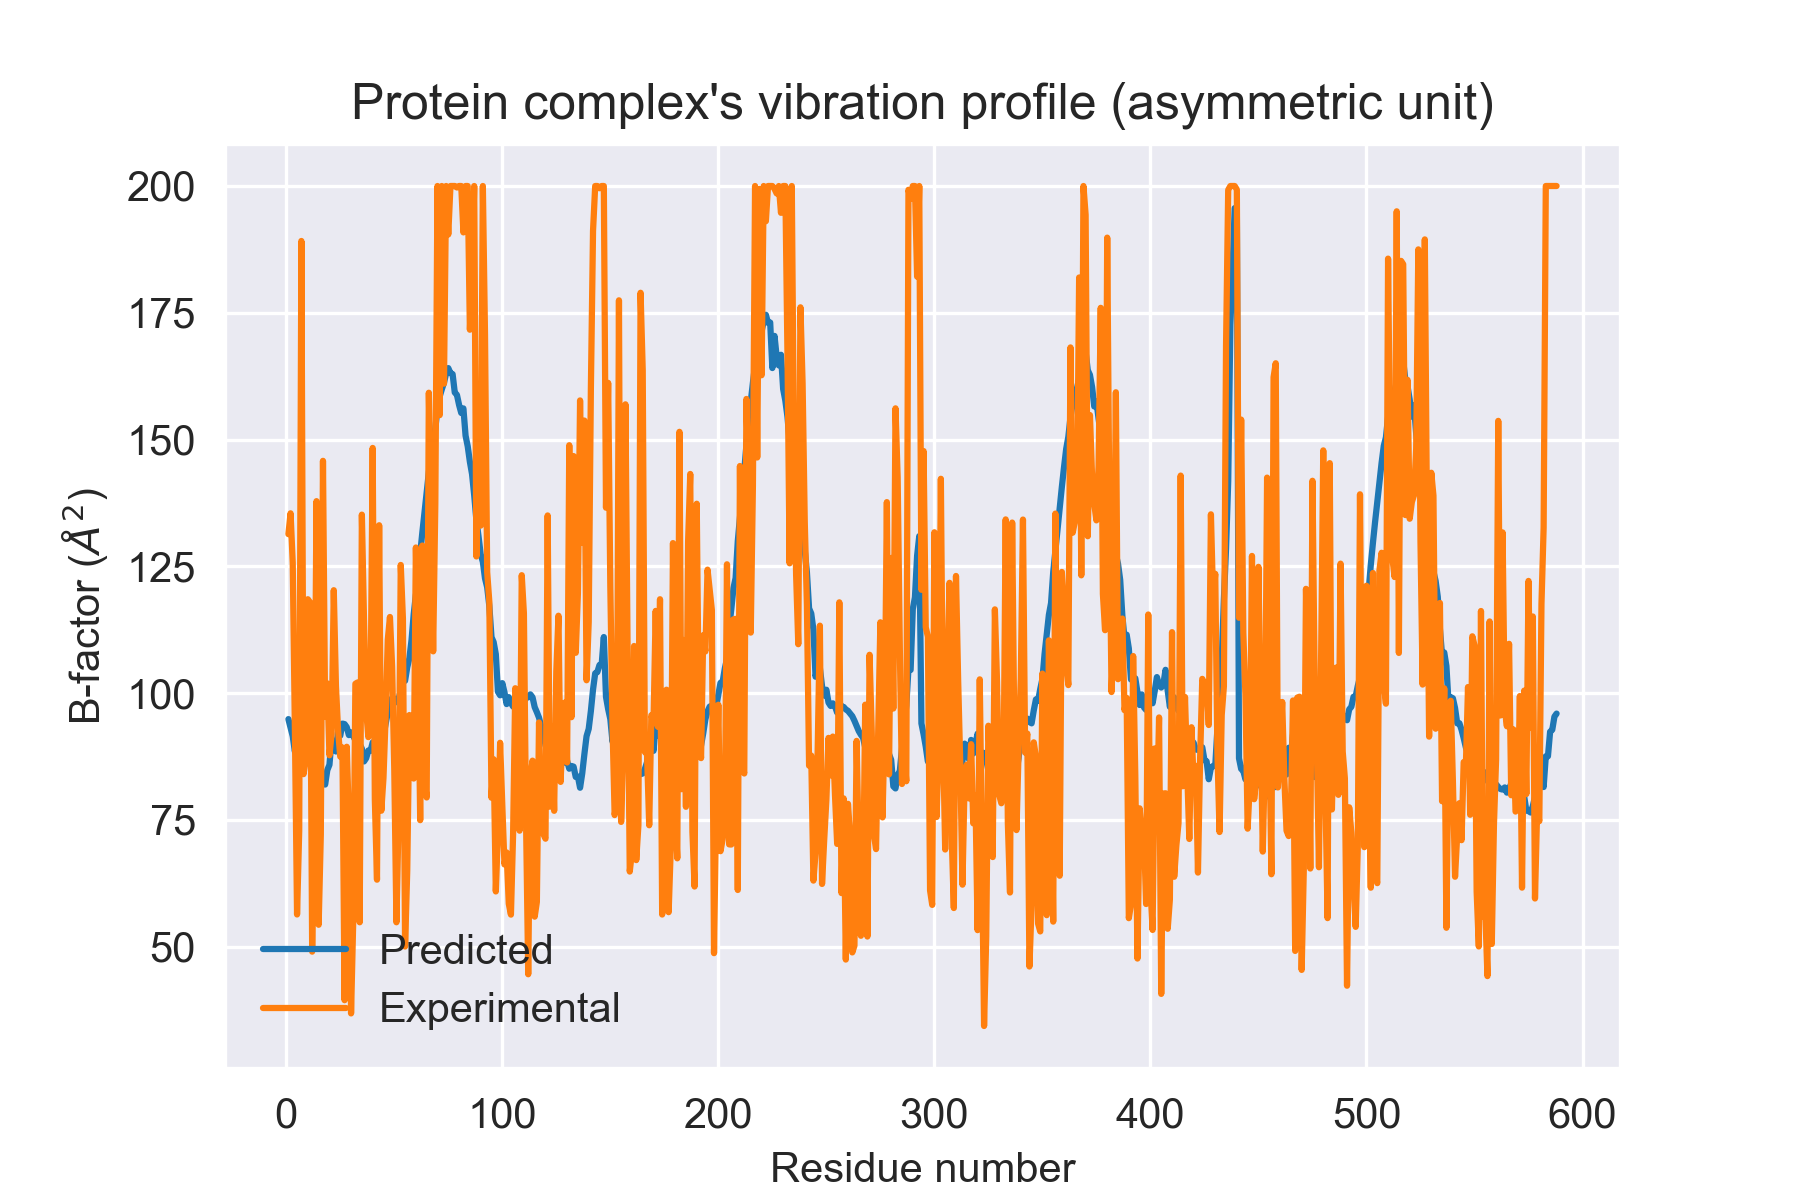 Protein complex's vibration profile (asymmetric unit)
200
175
150
125
100
75
50
B-factor (Å²)
Predicted
Experimental
0 100 200 300 400 500 600
Residue number